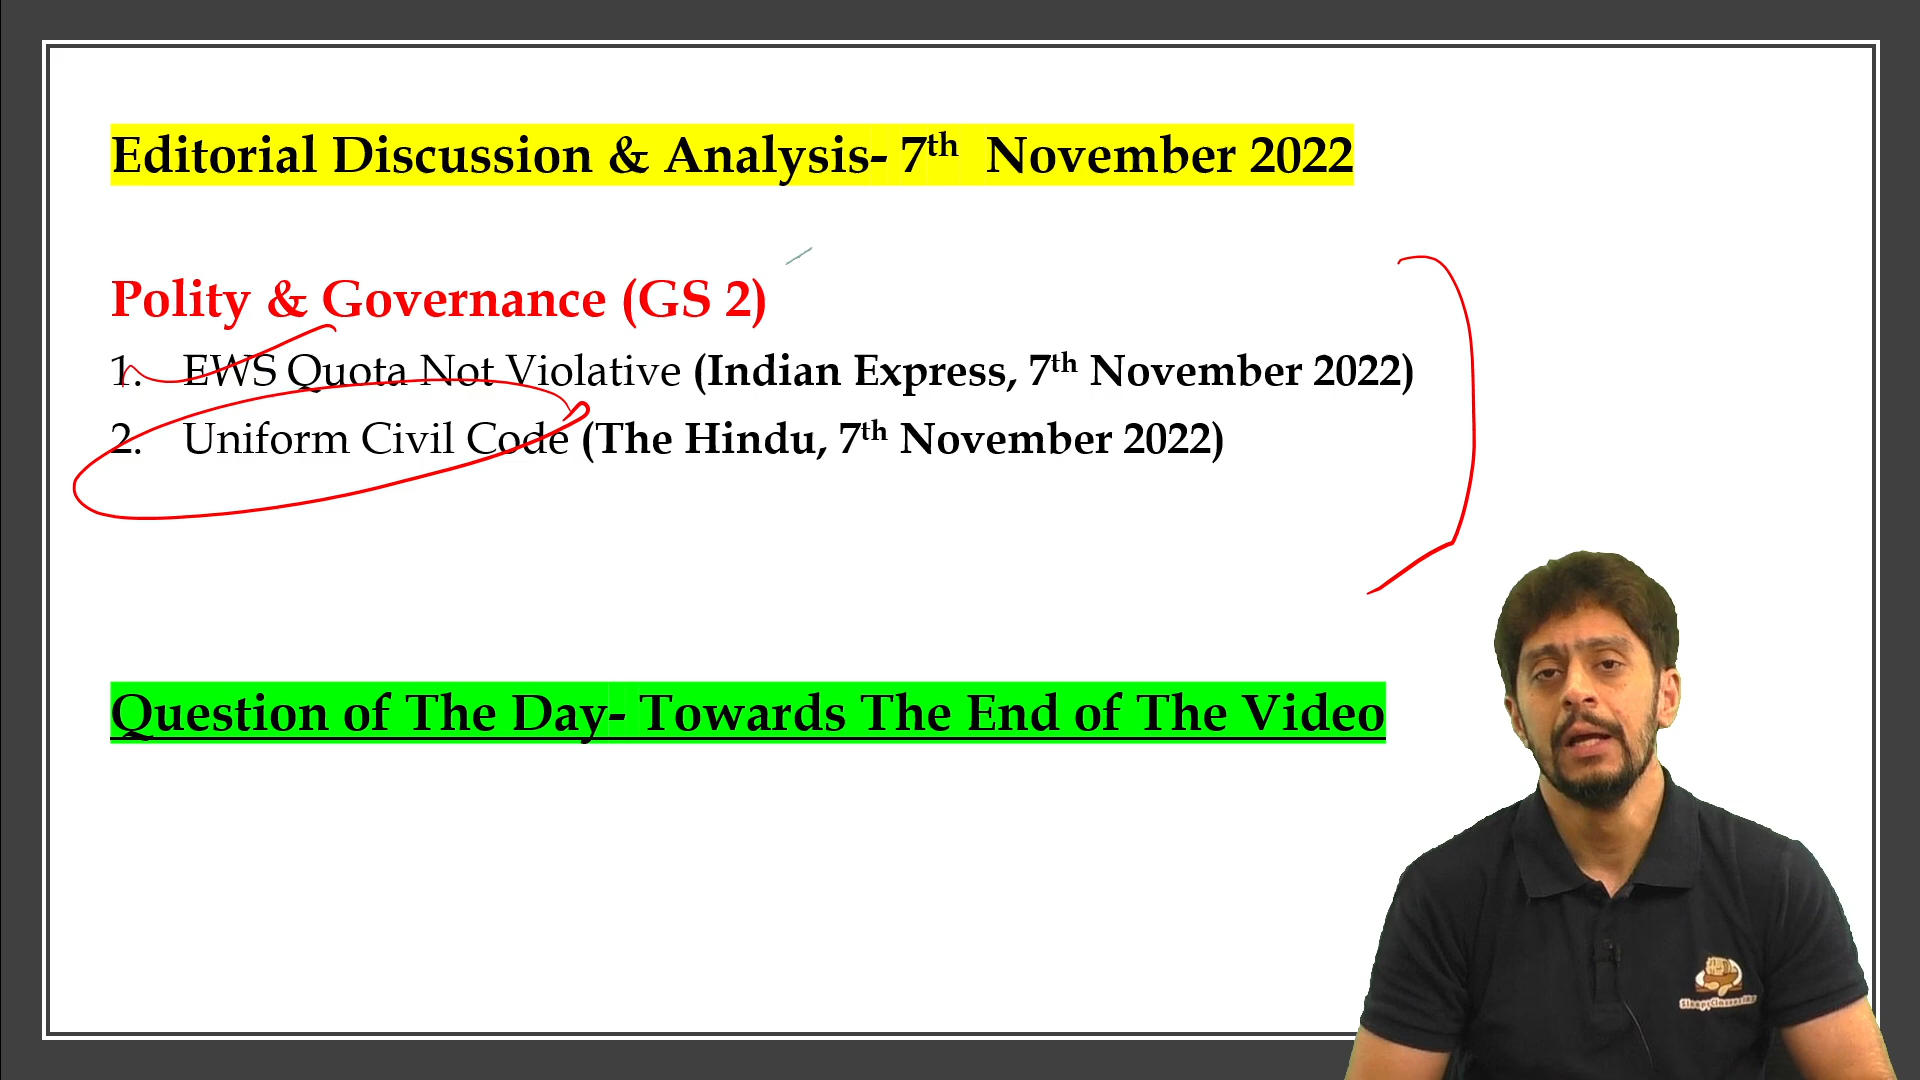 Editorial Discussion & Analysis- 7th November 2022
Polity & Governance (GS 2)
1. EWS Quota Not Violative (Indian Express, 7th November 2022)
2. Uniform Civil Code (The Hindu, 7th November 2022)
Question of The Day- Towards The End of The Video